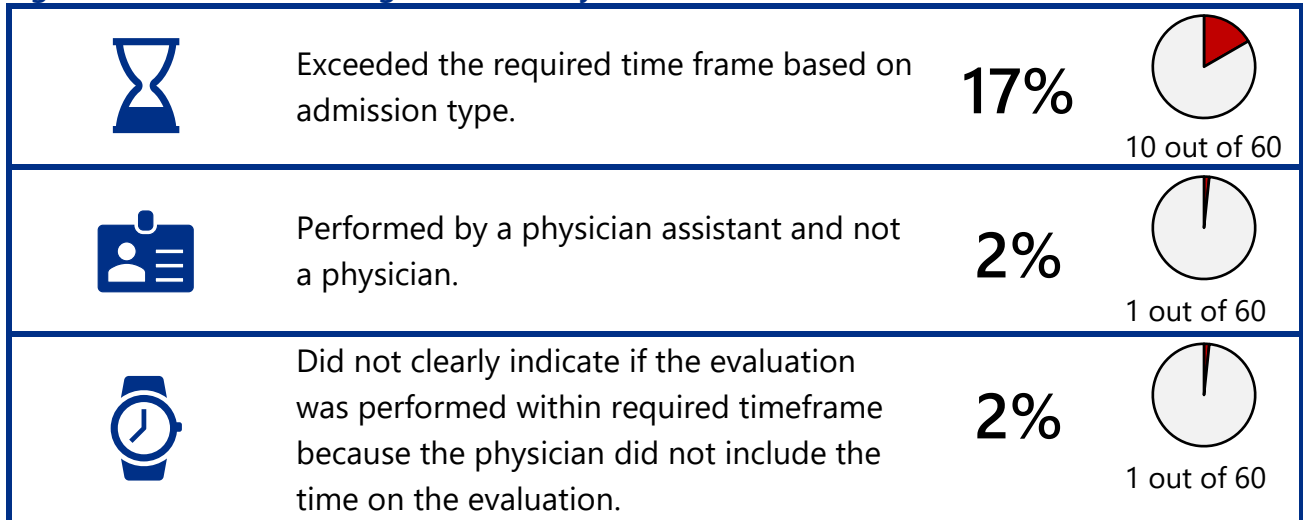 Exceeded the required time frame based on
admission type.
17%
10 out of 60
Performed by a physician assistant and not
a physician.
2%
1 out of 60
Did not clearly indicate if the evaluation
was performed within required timeframe
because the physician did not include the
time on the evaluation.
2%
1 out of 60